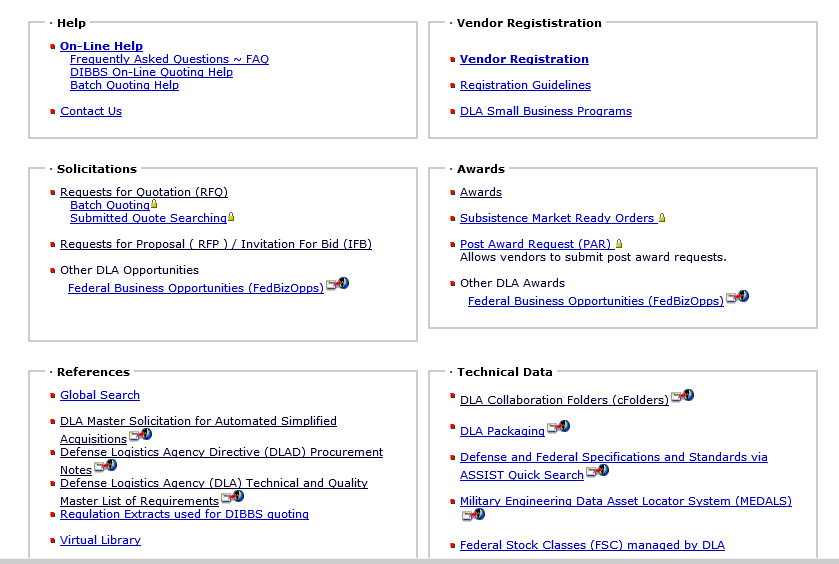 · Help
On-Line Help
Frequently Asked Questions ~ FAQ
DIBBS On-Line Quoting Help
Batch Quoting Help
Contact Us
· Vendor Regististration
Vendor Registration
Registration Guidelines
DLA Small Business Programs
· Solicitations
Requests for Quotation (RFQ)
Batch Quoting
Submitted Quote Searching
Requests for Proposal ( RFP ) / Invitation For Bid (IFB)
Other DLA Opportunities
Federal Business Opportunities (FedBizOpps)
· Awards
Awards
Subsistence Market Ready Orders
Post Award Request (PAR)
Allows vendors to submit post award requests.
Other DLA Awards
Federal Business Opportunities (FedBizOpps)
· References
Global Search
DLA Master Solicitation for Automated Simplified
Acquisitions
Defense Logistics Agency Directive (DLAD) Procurement
Notes
Defense Logistics Agency (DLA) Technical and Quality
Master List of Requirements
Regulation Extracts used for DIBBS quoting
Virtual Library
· Technical Data
DLA Collaboration Folders (cFolders)
DLA Packaging
Defense and Federal Specifications and Standards via
ASSIST Quick Search
Military Engineering Data Asset Locator System (MEDALS)
Federal Stock Classes (FSC) managed by DLA